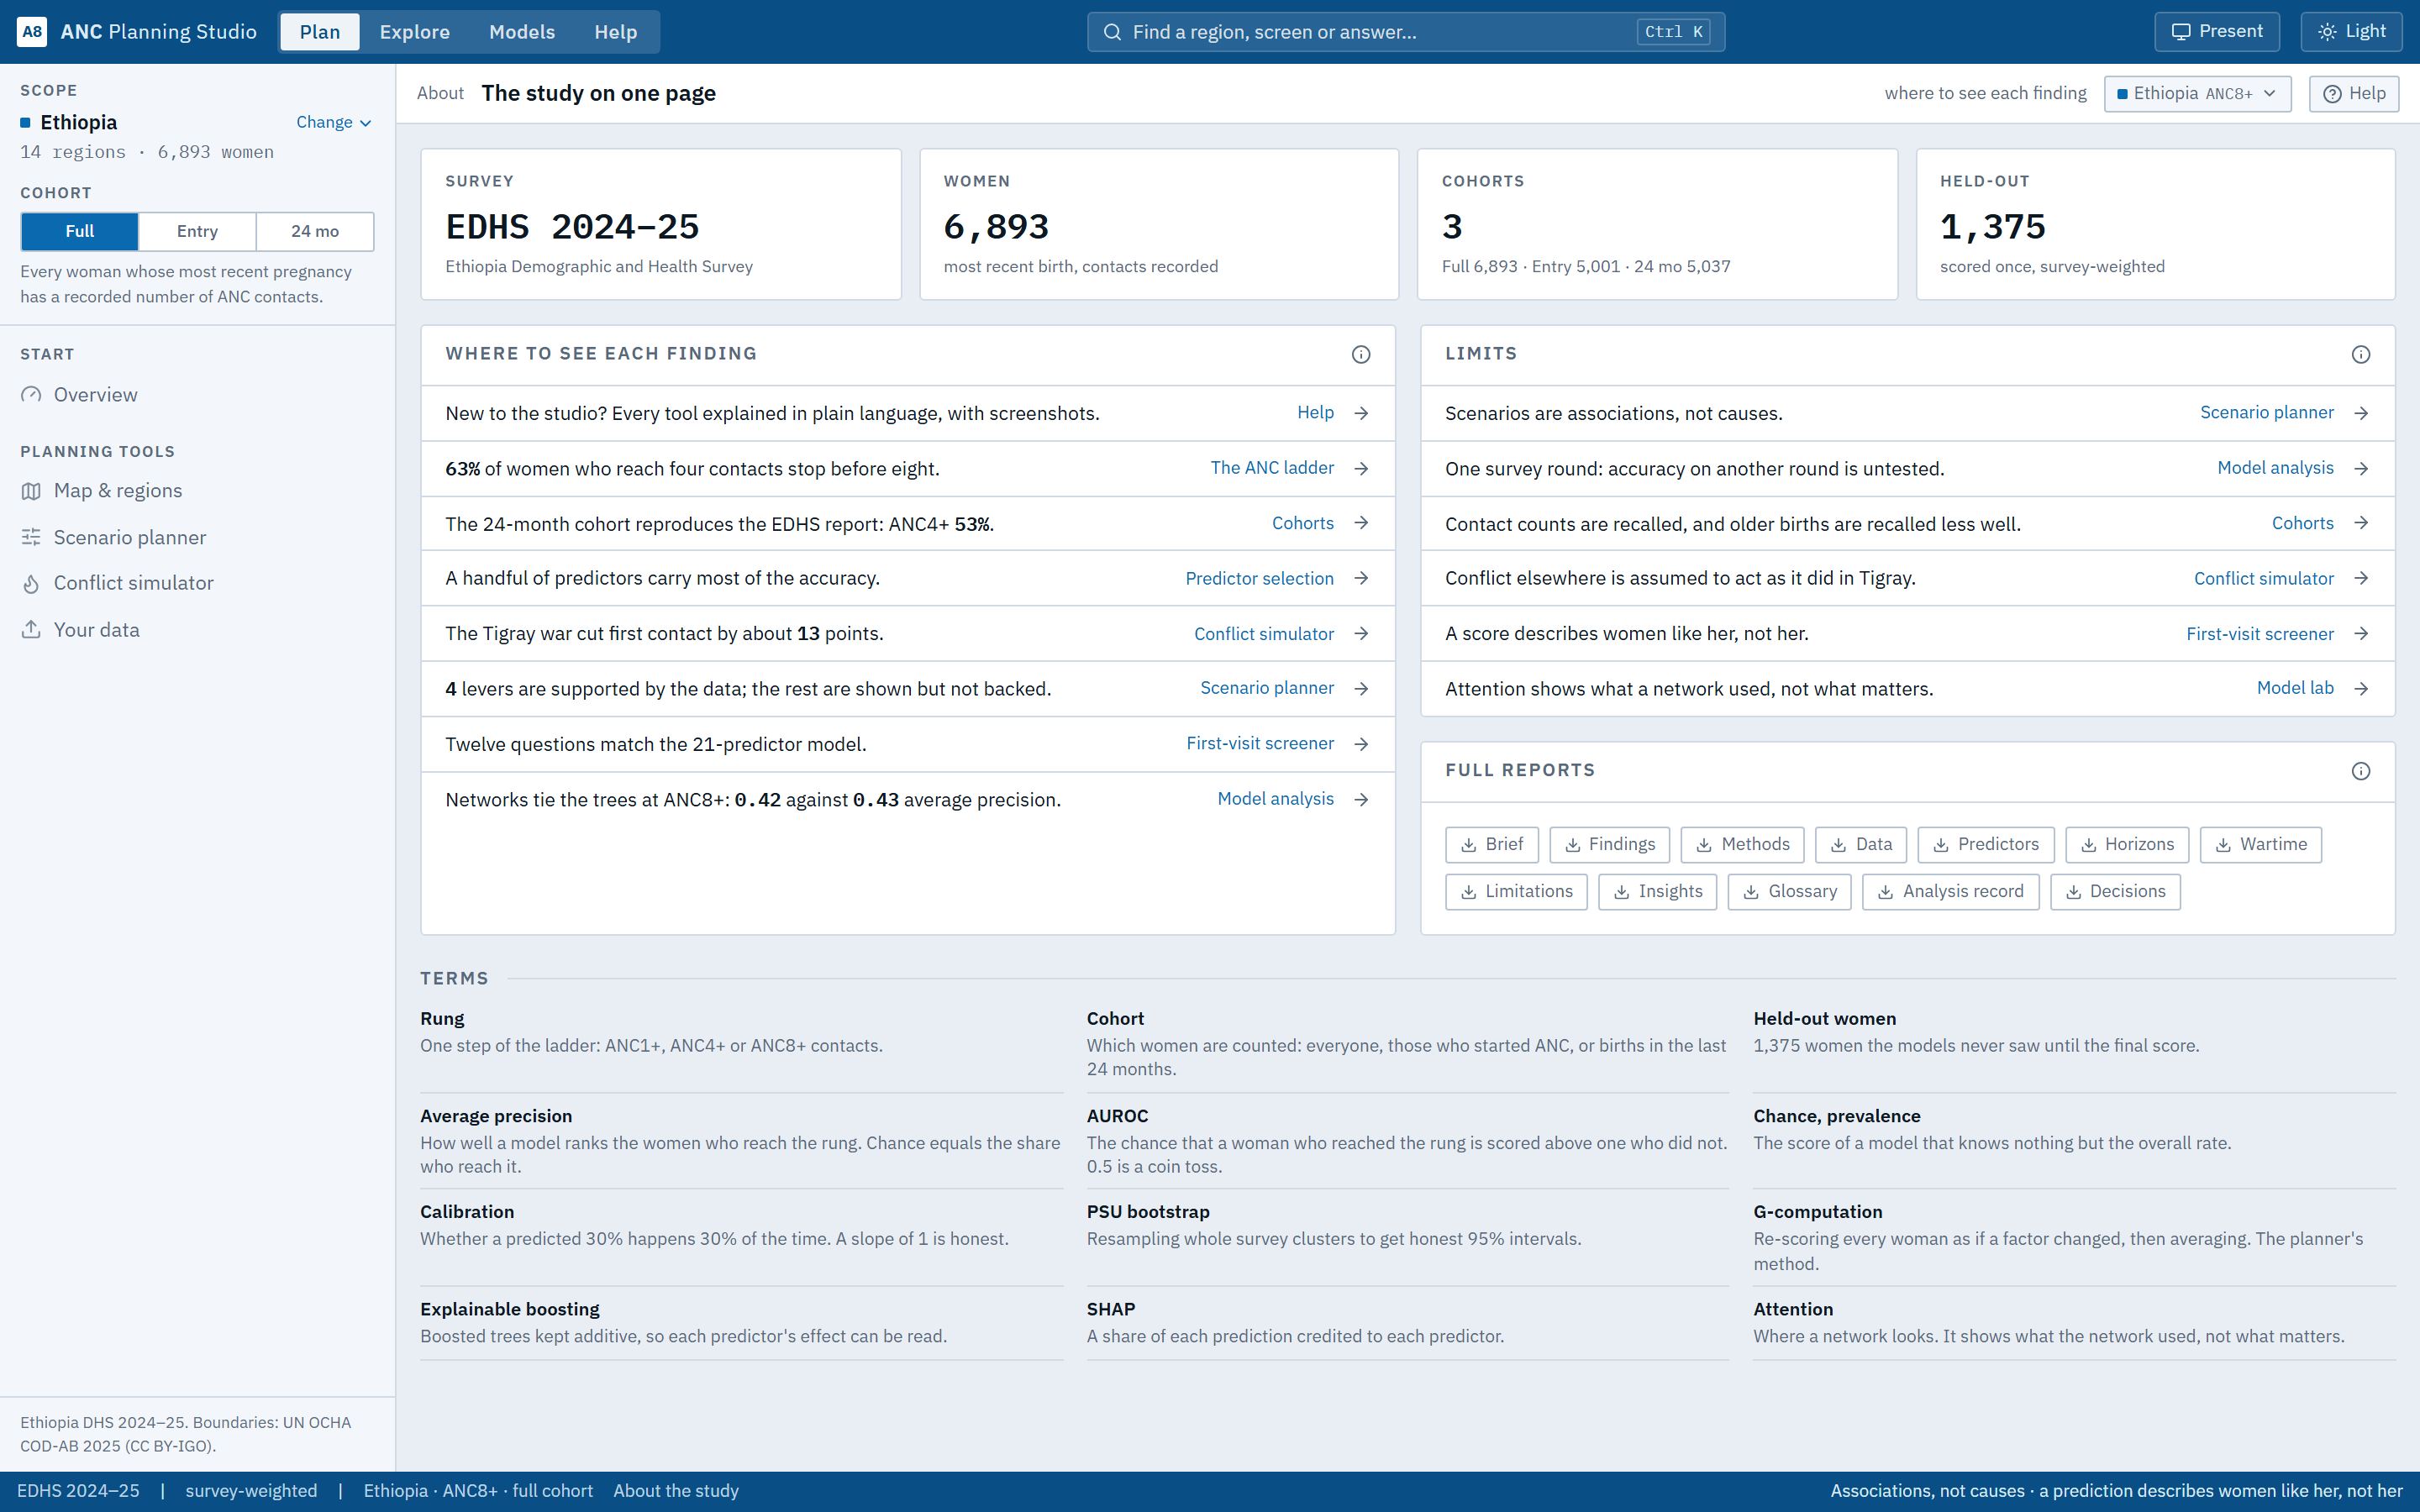 A8 ANC Planning Studio Plan Explore Models Help Find a region, screen or answer... Ctrl K Present Light
SCOPE
Ethiopia Change
14 regions · 6,893 women
COHORT
Full Entry 24 mo
Every woman whose most recent pregnancy
has a recorded number of ANC contacts.
START
Overview
PLANNING TOOLS
Map & regions
Scenario planner
Conflict simulator
Your data
Ethiopia DHS 2024–25. Boundaries: UN OCHA
COD-AB 2025 (CC BY-IGO).
About The study on one page where to see each finding Ethiopia ANC8+ Help
SURVEY
EDHS 2024–25
Ethiopia Demographic and Health Survey
WOMEN
6,893
most recent birth, contacts recorded
COHORTS
3
Full 6,893 · Entry 5,001 · 24 mo 5,037
HELD-OUT
1,375
scored once, survey-weighted
WHERE TO SEE EACH FINDING
New to the studio? Every tool explained in plain language, with screenshots. Help
63% of women who reach four contacts stop before eight. The ANC ladder
The 24-month cohort reproduces the EDHS report: ANC4+ 53%. Cohorts
A handful of predictors carry most of the accuracy. Predictor selection
The Tigray war cut first contact by about 13 points. Conflict simulator
4 levers are supported by the data; the rest are shown but not backed. Scenario planner
Twelve questions match the 21-predictor model. First-visit screener
Networks tie the trees at ANC8+: 0.42 against 0.43 average precision. Model analysis
LIMITS
Scenarios are associations, not causes. Scenario planner
One survey round: accuracy on another round is untested. Model analysis
Contact counts are recalled, and older births are recalled less well. Cohorts
Conflict elsewhere is assumed to act as it did in Tigray. Conflict simulator
A score describes women like her, not her. First-visit screener
Attention shows what a network used, not what matters. Model lab
FULL REPORTS
Brief Findings Methods Data Predictors Horizons Wartime
Limitations Insights Glossary Analysis record Decisions
TERMS
Rung
One step of the ladder: ANC1+, ANC4+ or ANC8+ contacts.
Cohort
Which women are counted: everyone, those who started ANC, or births in the last
24 months.
Held-out women
1,375 women the models never saw until the final score.
Average precision
How well a model ranks the women who reach the rung. Chance equals the share
who reach it.
AUROC
The chance that a woman who reached the rung is scored above one who did not.
0.5 is a coin toss.
Chance, prevalence
The score of a model that knows nothing but the overall rate.
Calibration
Whether a predicted 30% happens 30% of the time. A slope of 1 is honest.
PSU bootstrap
Resampling whole survey clusters to get honest 95% intervals.
G-computation
Re-scoring every woman as if a factor changed, then averaging. The planner's
method.
Explainable boosting
Boosted trees kept additive, so each predictor's effect can be read.
SHAP
A share of each prediction credited to each predictor.
Attention
Where a network looks. It shows what the network used, not what matters.
EDHS 2024–25 | survey-weighted | Ethiopia · ANC8+ · full cohort About the study Associations, not causes · a prediction describes women like her, not her